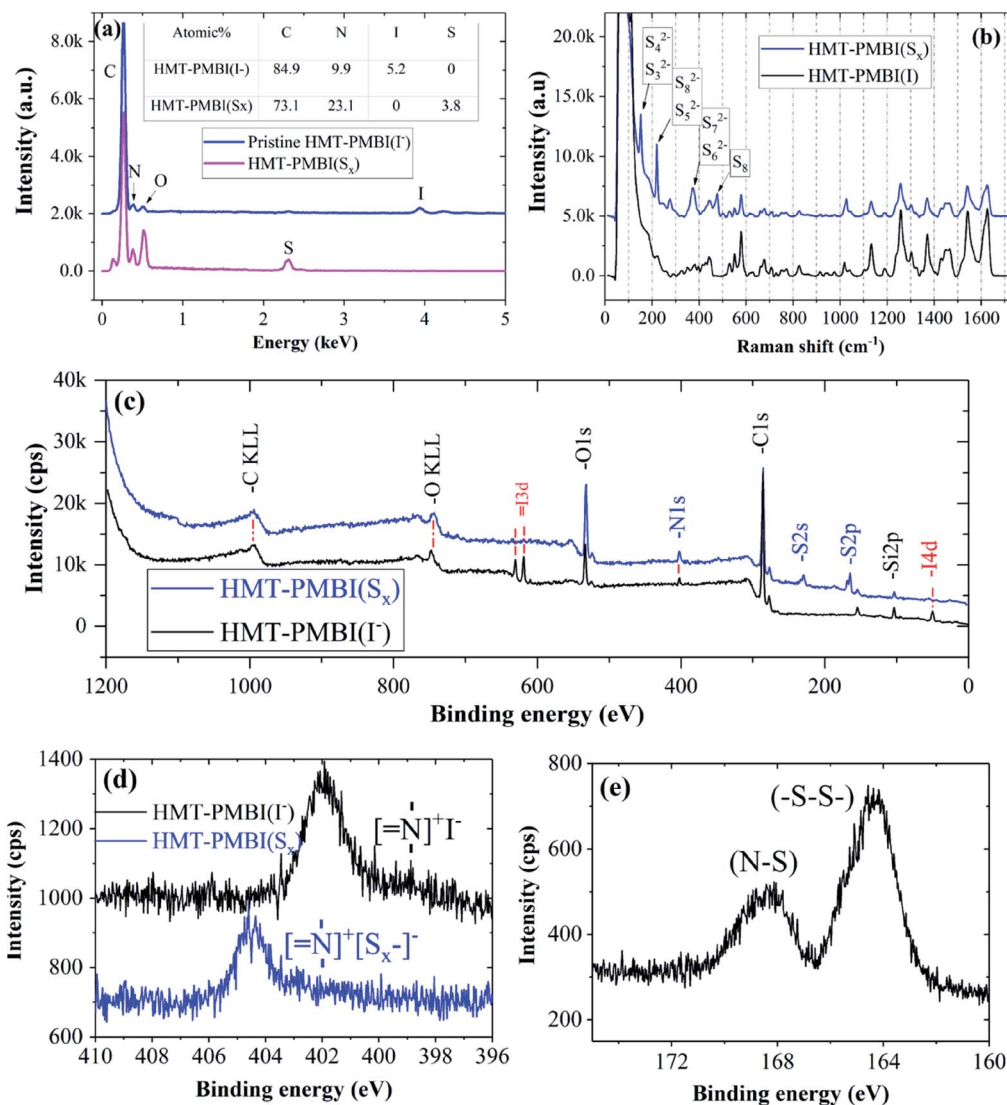 (a)
8.0k
6.0k
4.0k
2.0k
0.0
Intensity (a.u.)
C
Atomic% C N I S
HMT-PMBI(I-) 84.9 9.9 5.2 0
HMT-PMBI(Sx) 73.1 23.1 0 3.8
Pristine HMT-PMBI(I⁻)
HMT-PMBI(Sₓ)
N
O
I
S
0 1 2 3 4 5
Energy (keV)
(b)
20.0k
15.0k
10.0k
5.0k
0.0
Intensity (a.u)
S₄²⁻
S₃²⁻
S₈²⁻
S₅²⁻
S₇²⁻
S₆²⁻
S₈
HMT-PMBI(Sₓ)
HMT-PMBI(I)
200 400 600 800 1000 1200 1400 1600
Raman shift (cm⁻¹)
(c)
40k
30k
20k
10k
0
Intensity (cps)
-C KLL
-O KLL
=I3d
-O1s
-N1s
-C1s
-S2s
-S2p
-Si2p
-I4d
HMT-PMBI(Sₓ)
HMT-PMBI(I⁻)
1200 1000 800 600 400 200 0
Binding energy (eV)
(d)
1400
1200
1000
800
600
Intensity (cps)
HMT-PMBI(I⁻)
HMT-PMBI(Sₓ)
[=N]⁺I⁻
[=N]⁺[Sₓ-]⁻
410 408 406 404 402 400 398 396
Binding energy (eV)
(e)
800
600
400
200
Intensity (cps)
(-S-S-)
(N-S)
172 168 164 160
Binding energy (eV)